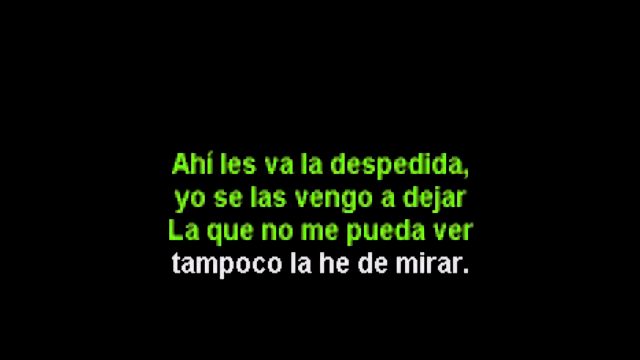 Ahí les va la despedida,
yo se las vengo a dejar
La que no me pueda ver
tampoco la he de mirar.